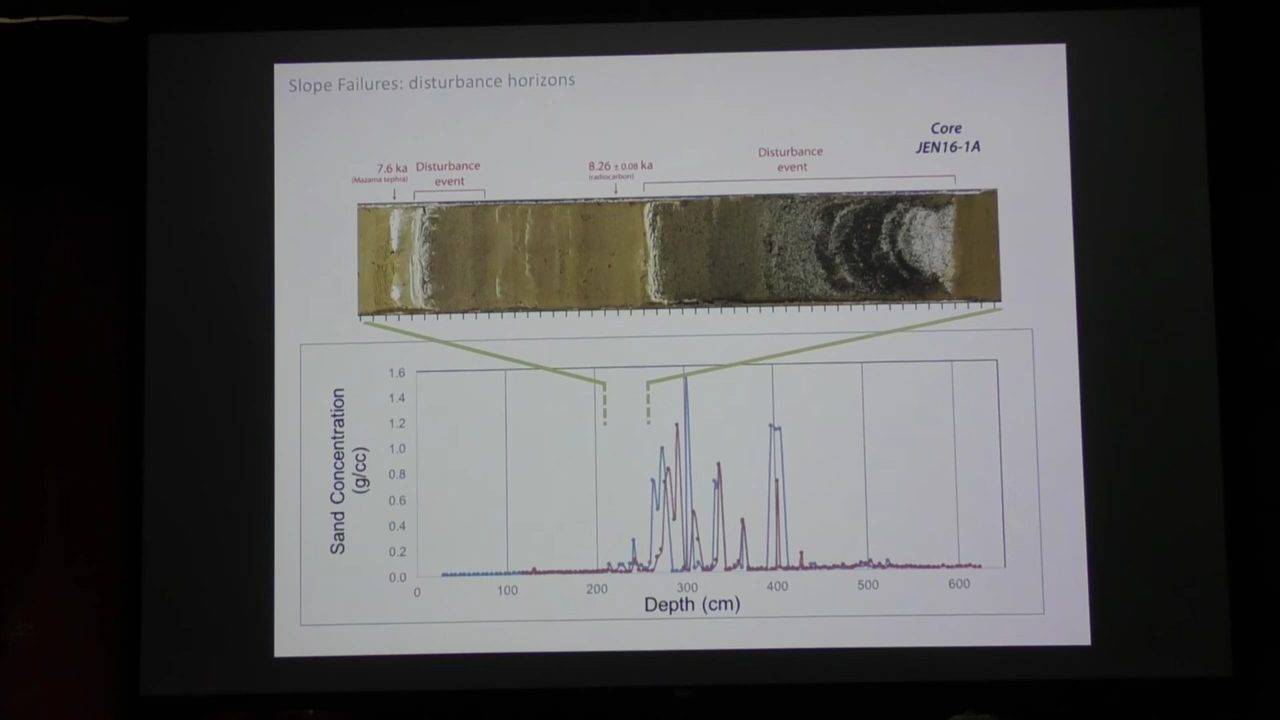 Slope Failures: disturbance horizons
Core
JEN16-1A
7.6 ka
(Mazama tephra)
Disturbance
event
8.26 ± 0.08 ka
(radiocarbon)
Disturbance
event
Sand Concentration
(g/cc)
1.6
1.4
1.2
1.0
0.8
0.6
0.4
0.2
0.0
0 100 200 300 400 500 600
Depth (cm)